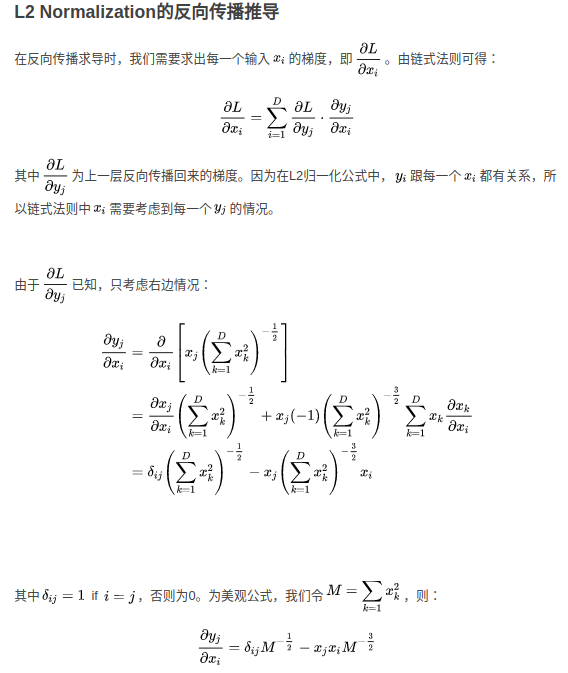 L2 Normalization的反向传播推导
在反向传播求导时，我们需要求出每一个输入 $x_i$ 的梯度，即 $\frac{\partial L}{\partial x_i}$ 。由链式法则可得：
$\frac{\partial L}{\partial x_i} = \sum_{i=1}^{D} \frac{\partial L}{\partial y_j} \cdot \frac{\partial y_j}{\partial x_i}$
其中 $\frac{\partial L}{\partial y_j}$ 为上一层反向传播回来的梯度。因为在L2归一化公式中， $y_i$ 跟每一个 $x_i$ 都有关系，所
以链式法则中 $x_i$ 需要考虑到每一个 $y_j$ 的情况。
由于 $\frac{\partial L}{\partial y_j}$ 已知，只考虑右边情况：
$\frac{\partial y_j}{\partial x_i} = \frac{\partial}{\partial x_i} \left[ x_j \left( \sum_{k=1}^{D} x_k^2 \right)^{-\frac{1}{2}} \right]$
$= \frac{\partial x_j}{\partial x_i} \left( \sum_{k=1}^{D} x_k^2 \right)^{-\frac{1}{2}} + x_j(-1) \left( \sum_{k=1}^{D} x_k^2 \right)^{-\frac{3}{2}} \sum_{k=1}^{D} x_k \frac{\partial x_k}{\partial x_i}$
$= \delta_{ij} \left( \sum_{k=1}^{D} x_k^2 \right)^{-\frac{1}{2}} - x_j \left( \sum_{k=1}^{D} x_k^2 \right)^{-\frac{3}{2}} x_i$
其中 $\delta_{ij} = 1$ if $i = j$，否则为0。为美观公式，我们令 $M = \sum_{k=1} x_k^2$ ，则：
$\frac{\partial y_j}{\partial x_i} = \delta_{ij} M^{-\frac{1}{2}} - x_j x_i M^{-\frac{3}{2}}$